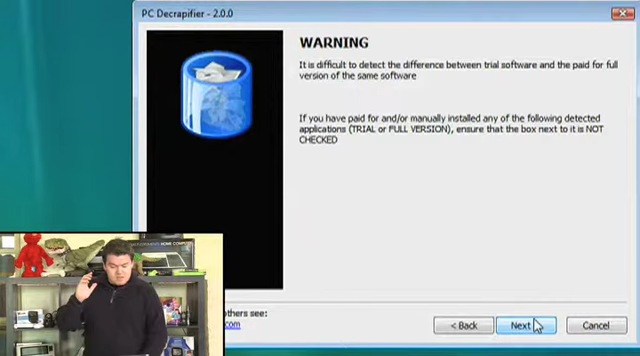 PC Decrapifier - 2.0.0
WARNING
It is difficult to detect the difference between trial software and the paid for full
version of the same software
If you have paid for and/or manually installed any of the following detected
applications (TRIAL or FULL VERSION), ensure that the box next to it is NOT
CHECKED
HOME COMPUTER
others see:
.com
< Back
Next
Cancel